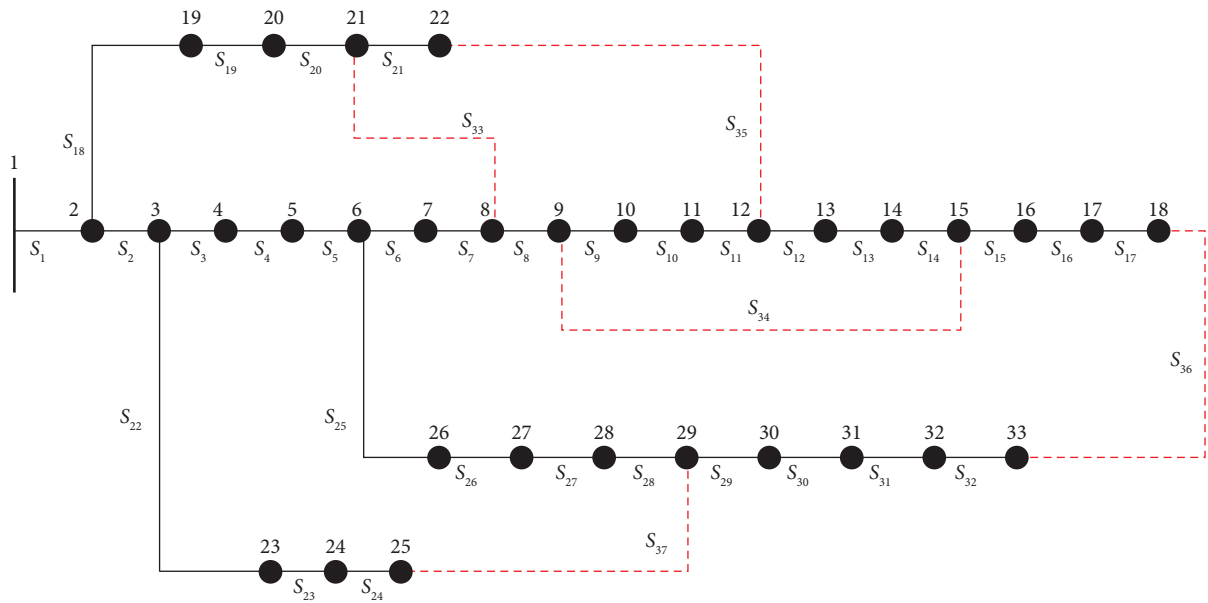 19 20 21 22
S19 S20 S21
S33
S35
S18
1
2 3 4 5 6 7 8 9 10 11 12 13 14 15 16 17 18
S1 S2 S3 S4 S5 S6 S7 S8 S9 S10 S11 S12 S13 S14 S15 S16 S17
S34
S36
S22 S25
26 27 28 29 30 31 32 33
S26 S27 S28 S29 S30 S31 S32
S37
23 24 25
S23 S24